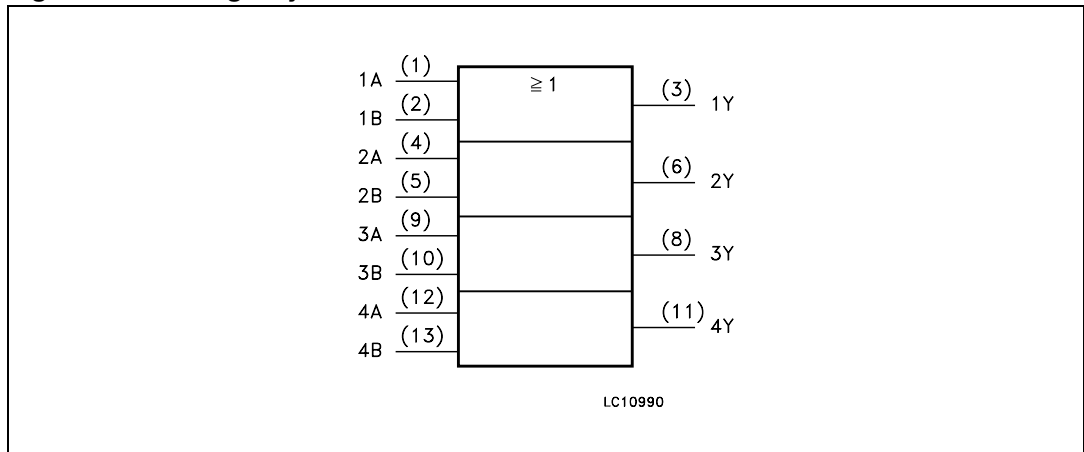 1A (1)
1B (2)
2A (4)
2B (5)
3A (9)
3B (10)
4A (12)
4B (13)
≧ 1
(3) 1Y
(6) 2Y
(8) 3Y
(11) 4Y
LC10990